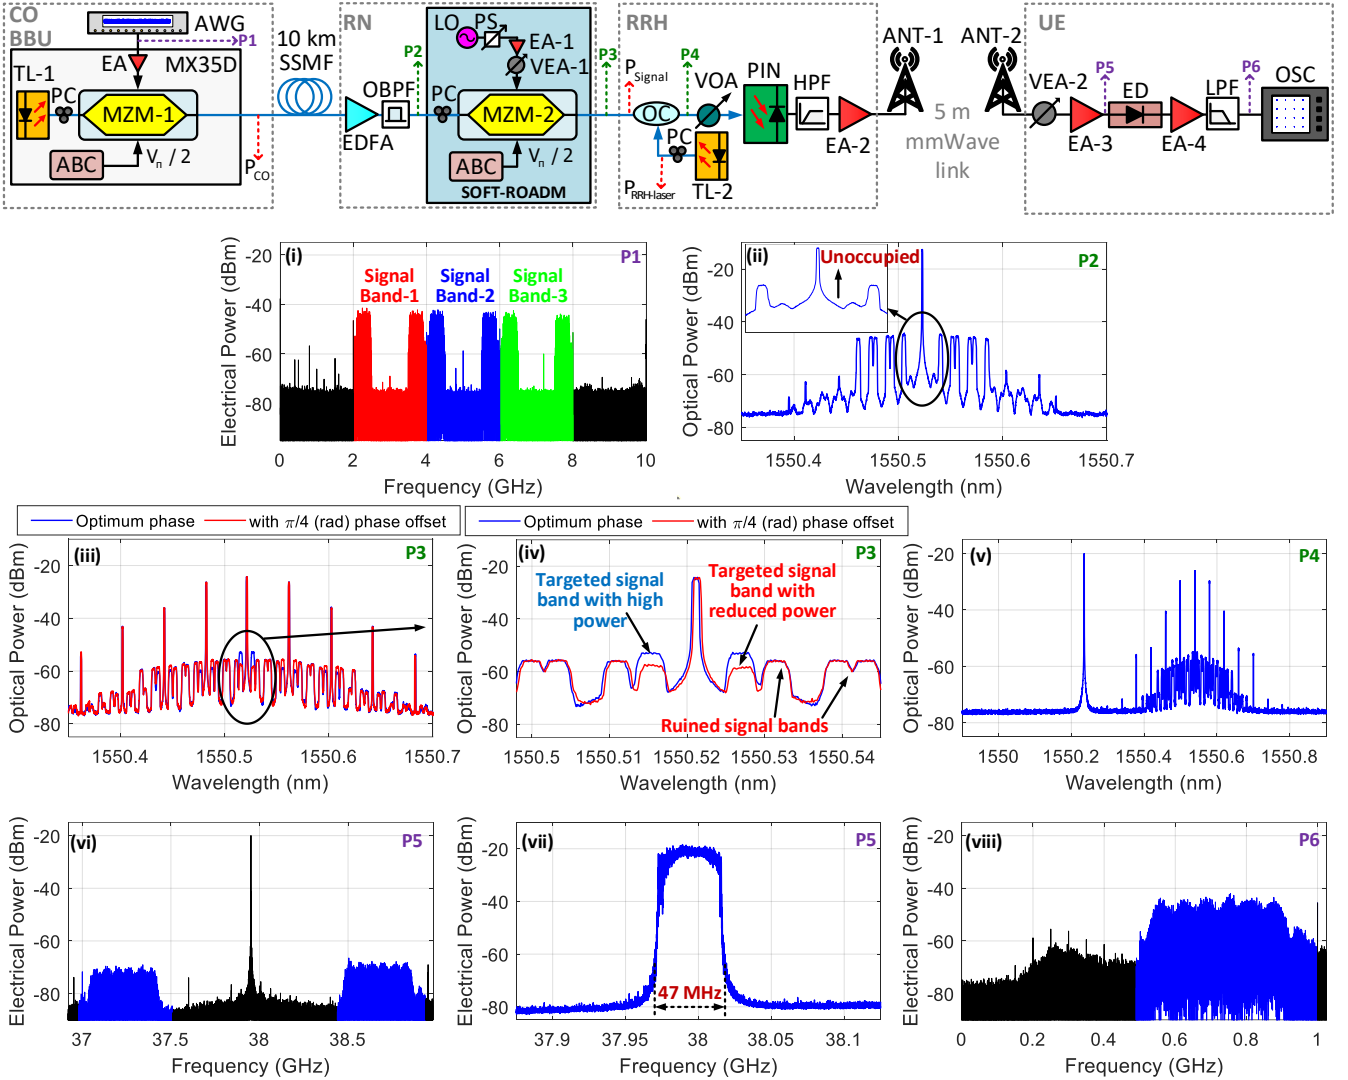 CO
BBU
AWG
P1
EA
MX35D
TL-1
PC
MZM-1
ABC
Vπ / 2
PCO
10 km
SSMF
RN
P2
OBPF
EDFA
LO
PS
EA-1
VEA-1
PC
MZM-2
ABC
Vπ / 2
SOFT-ROADM
P3
RRH
PSignal
P4
VOA
PIN
HPF
OC
PC
TL-2
PRRH-laser
EA-2
ANT-1
5 m
mmWave
link
ANT-2
UE
VEA-2
P5
ED
EA-3
EA-4
LPF
P6
OSC
(i)
P1
Signal
Band-1
Signal
Band-2
Signal
Band-3
-20
-40
-60
-80
Electrical Power (dBm)
0 2 4 6 8 10
Frequency (GHz)
(ii)
Unoccupied
P2
-20
-40
-60
-80
Optical Power (dBm)
1550.4 1550.5 1550.6 1550.7
Wavelength (nm)
Optimum phase with π/4 (rad) phase offset
(iii)
P3
-20
-40
-60
-80
Optical Power (dBm)
1550.4 1550.5 1550.6 1550.7
Wavelength (nm)
Optimum phase with π/4 (rad) phase offset
(iv)
P3
Targeted signal
band with high
power
Targeted signal
band with
reduced power
Ruined signal bands
-20
-40
-60
-80
Optical Power (dBm)
1550.5 1550.51 1550.52 1550.53 1550.54
Wavelength (nm)
(v)
P4
-20
-40
-60
-80
Optical Power (dBm)
1550 1550.2 1550.4 1550.6 1550.8
Wavelength (nm)
(vi)
P5
-20
-40
-60
-80
Electrical Power (dBm)
37 37.5 38 38.5
Frequency (GHz)
(vii)
P5
47 MHz
-20
-40
-60
-80
Electrical Power (dBm)
37.9 37.95 38 38.05 38.1
Frequency (GHz)
(viii)
P6
-20
-40
-60
-80
Electrical Power (dBm)
0 0.2 0.4 0.6 0.8 1
Frequency (GHz)